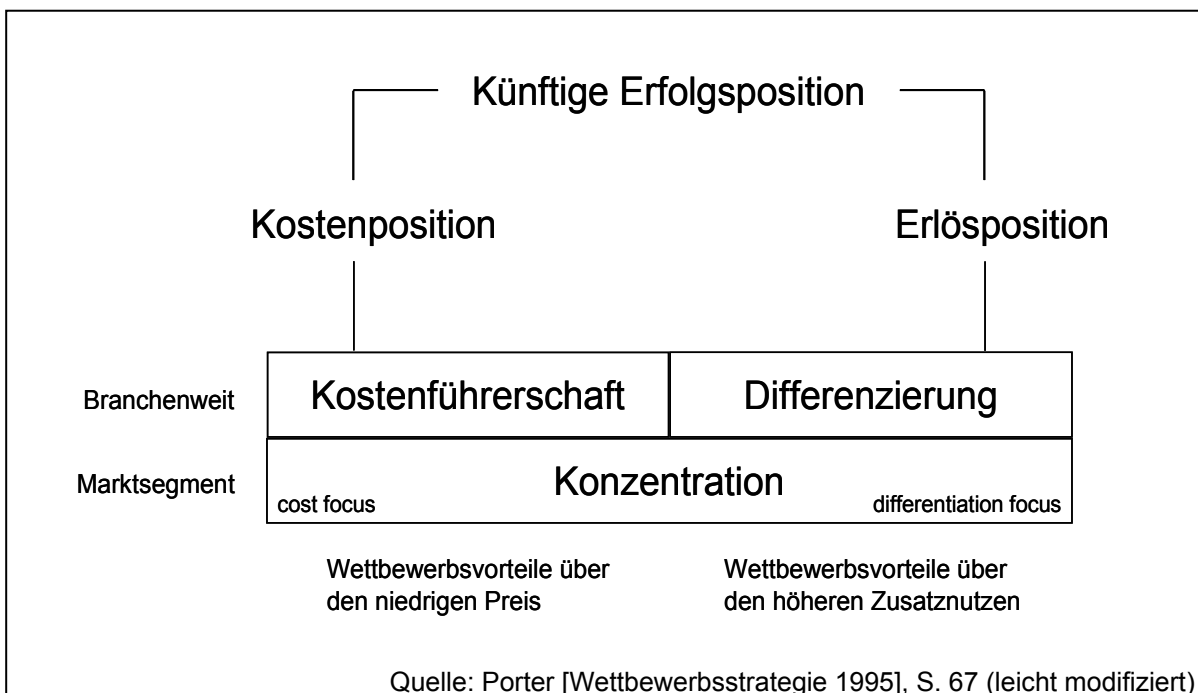 Künftige Erfolgsposition
Kostenposition
Erlösposition
Branchenweit
Kostenführerschaft
Differenzierung
Marktsegment
Konzentration
cost focus
differentiation focus
Wettbewerbsvorteile über
den niedrigen Preis
Wettbewerbsvorteile über
den höheren Zusatznutzen
Quelle: Porter [Wettbewerbsstrategie 1995], S. 67 (leicht modifiziert)